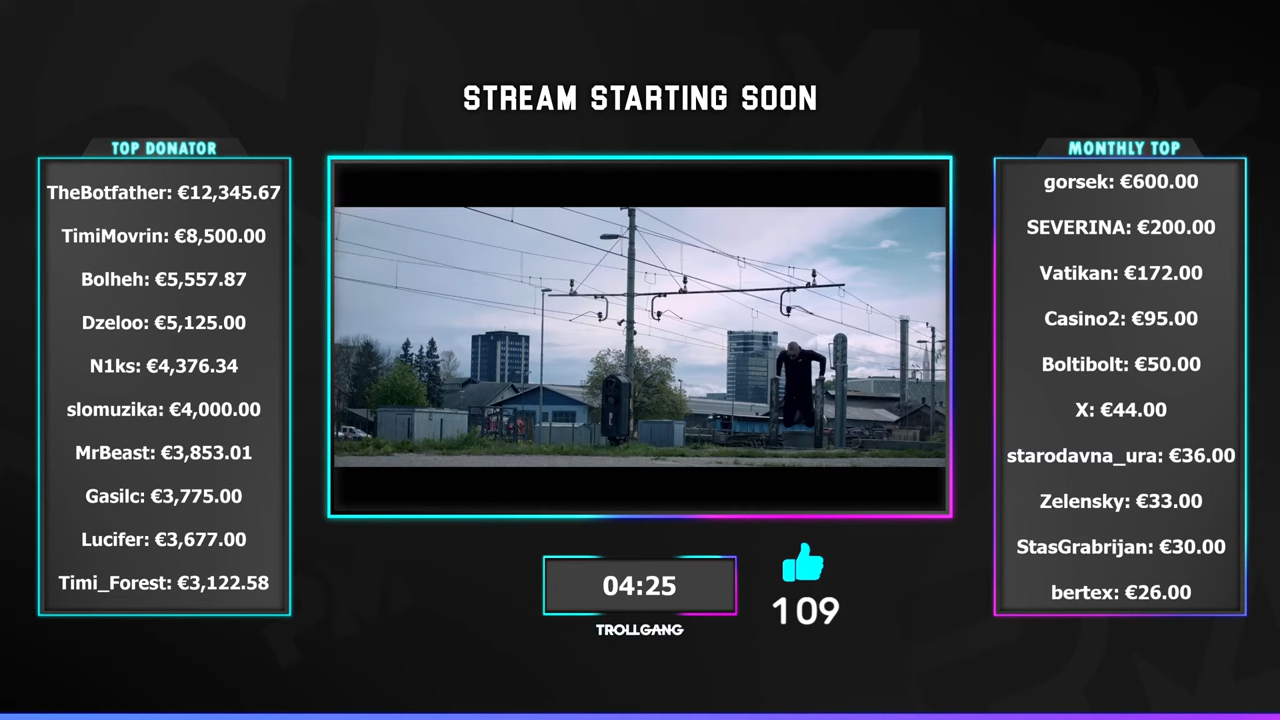 STREAM STARTING SOON
TOP DONATOR
TheBotfather: €12,345.67
TimiMovrin: €8,500.00
Bolheh: €5,557.87
Dzeloo: €5,125.00
N1ks: €4,376.34
slomuzika: €4,000.00
MrBeast: €3,853.01
Gasilc: €3,775.00
Lucifer: €3,677.00
Timi_Forest: €3,122.58
MONTHLY TOP
gorsek: €600.00
SEVERINA: €200.00
Vatikan: €172.00
Casino2: €95.00
Boltibolt: €50.00
X: €44.00
starodavna_ura: €36.00
Zelensky: €33.00
StasGrabrijan: €30.00
bertex: €26.00
04:25
TROLLGANG
109